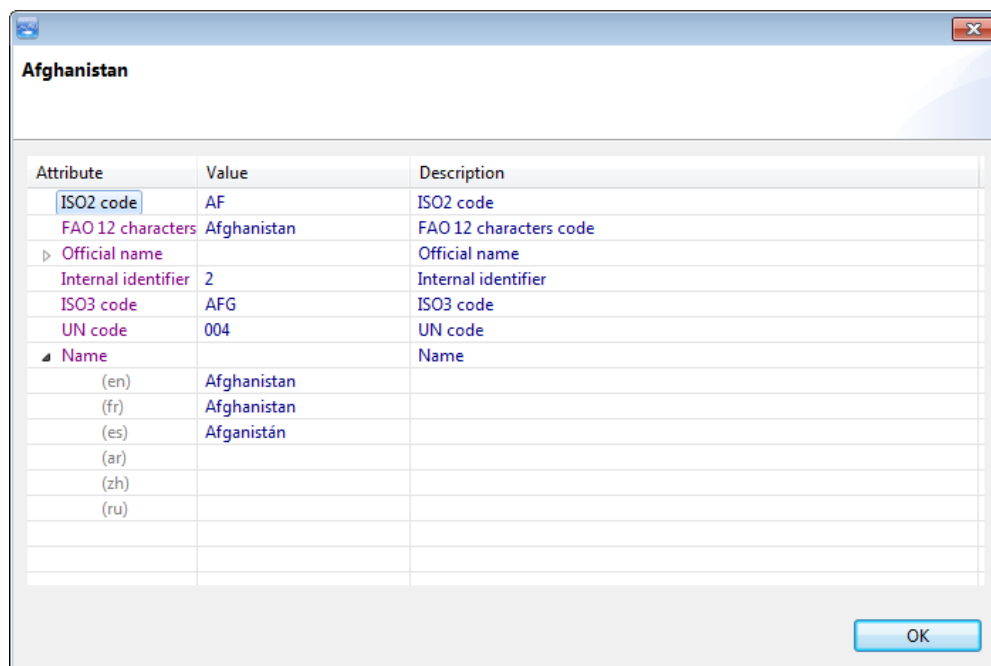 Afghanistan
Attribute Value Description
ISO2 code AF ISO2 code
FAO 12 characters Afghanistan FAO 12 characters code
Official name Official name
Internal identifier 2 Internal identifier
ISO3 code AFG ISO3 code
UN code 004 UN code
Name Name
(en) Afghanistan
(fr) Afghanistan
(es) Afganistán
(ar)
(zh)
(ru)
OK